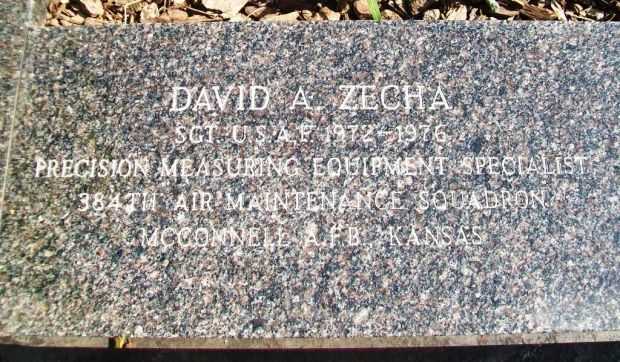 DAVID A. ZECHA
SGT U.S.A.F. 1972-1976
PRECISION MEASURING EQUIPMENT SPECIALIST
384TH AIR MAINTENANCE SQUADRON
MCCONNELL A.F.B. KANSAS